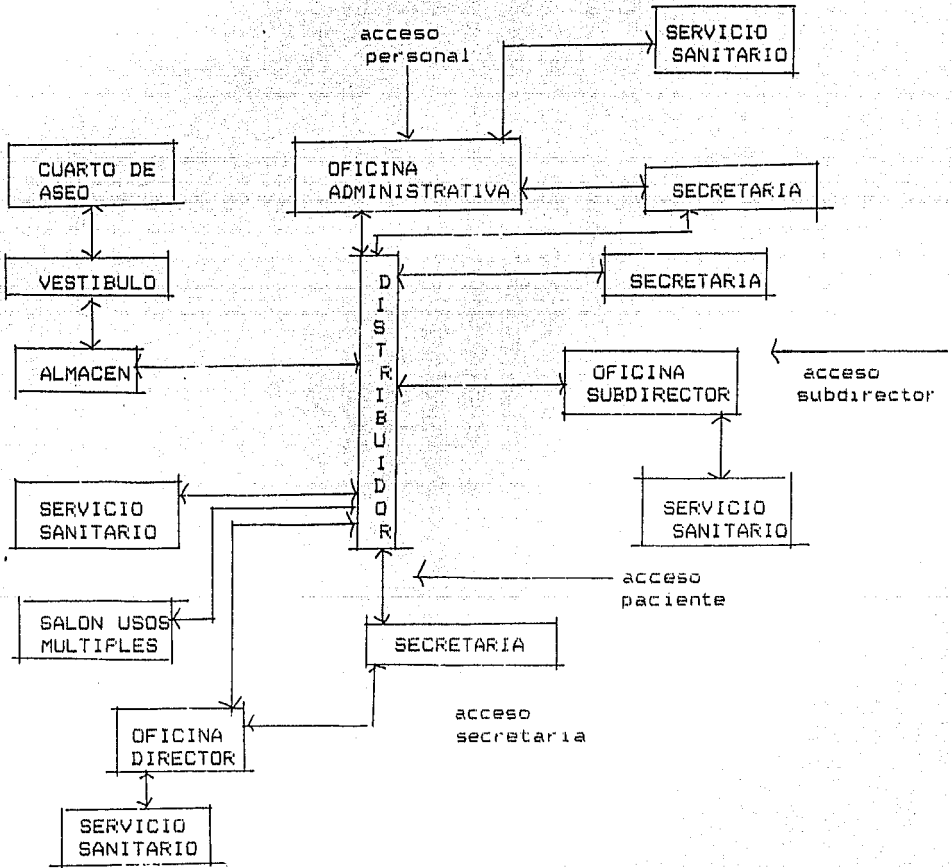 acceso
personal
SERVICIO
SANITARIO
CUARTO DE
ASEO
OFICINA
ADMINISTRATIVA
SECRETARIA
VESTIBULO
DISTRIBUIDOR
SECRETARIA
ALMACEN
OFICINA
SUBDIRECTOR
acceso
subdirector
SERVICIO
SANITARIO
SERVICIO
SANITARIO
acceso
paciente
SALON USOS
MULTIPLES
SECRETARIA
acceso
secretaria
OFICINA
DIRECTOR
SERVICIO
SANITARIO